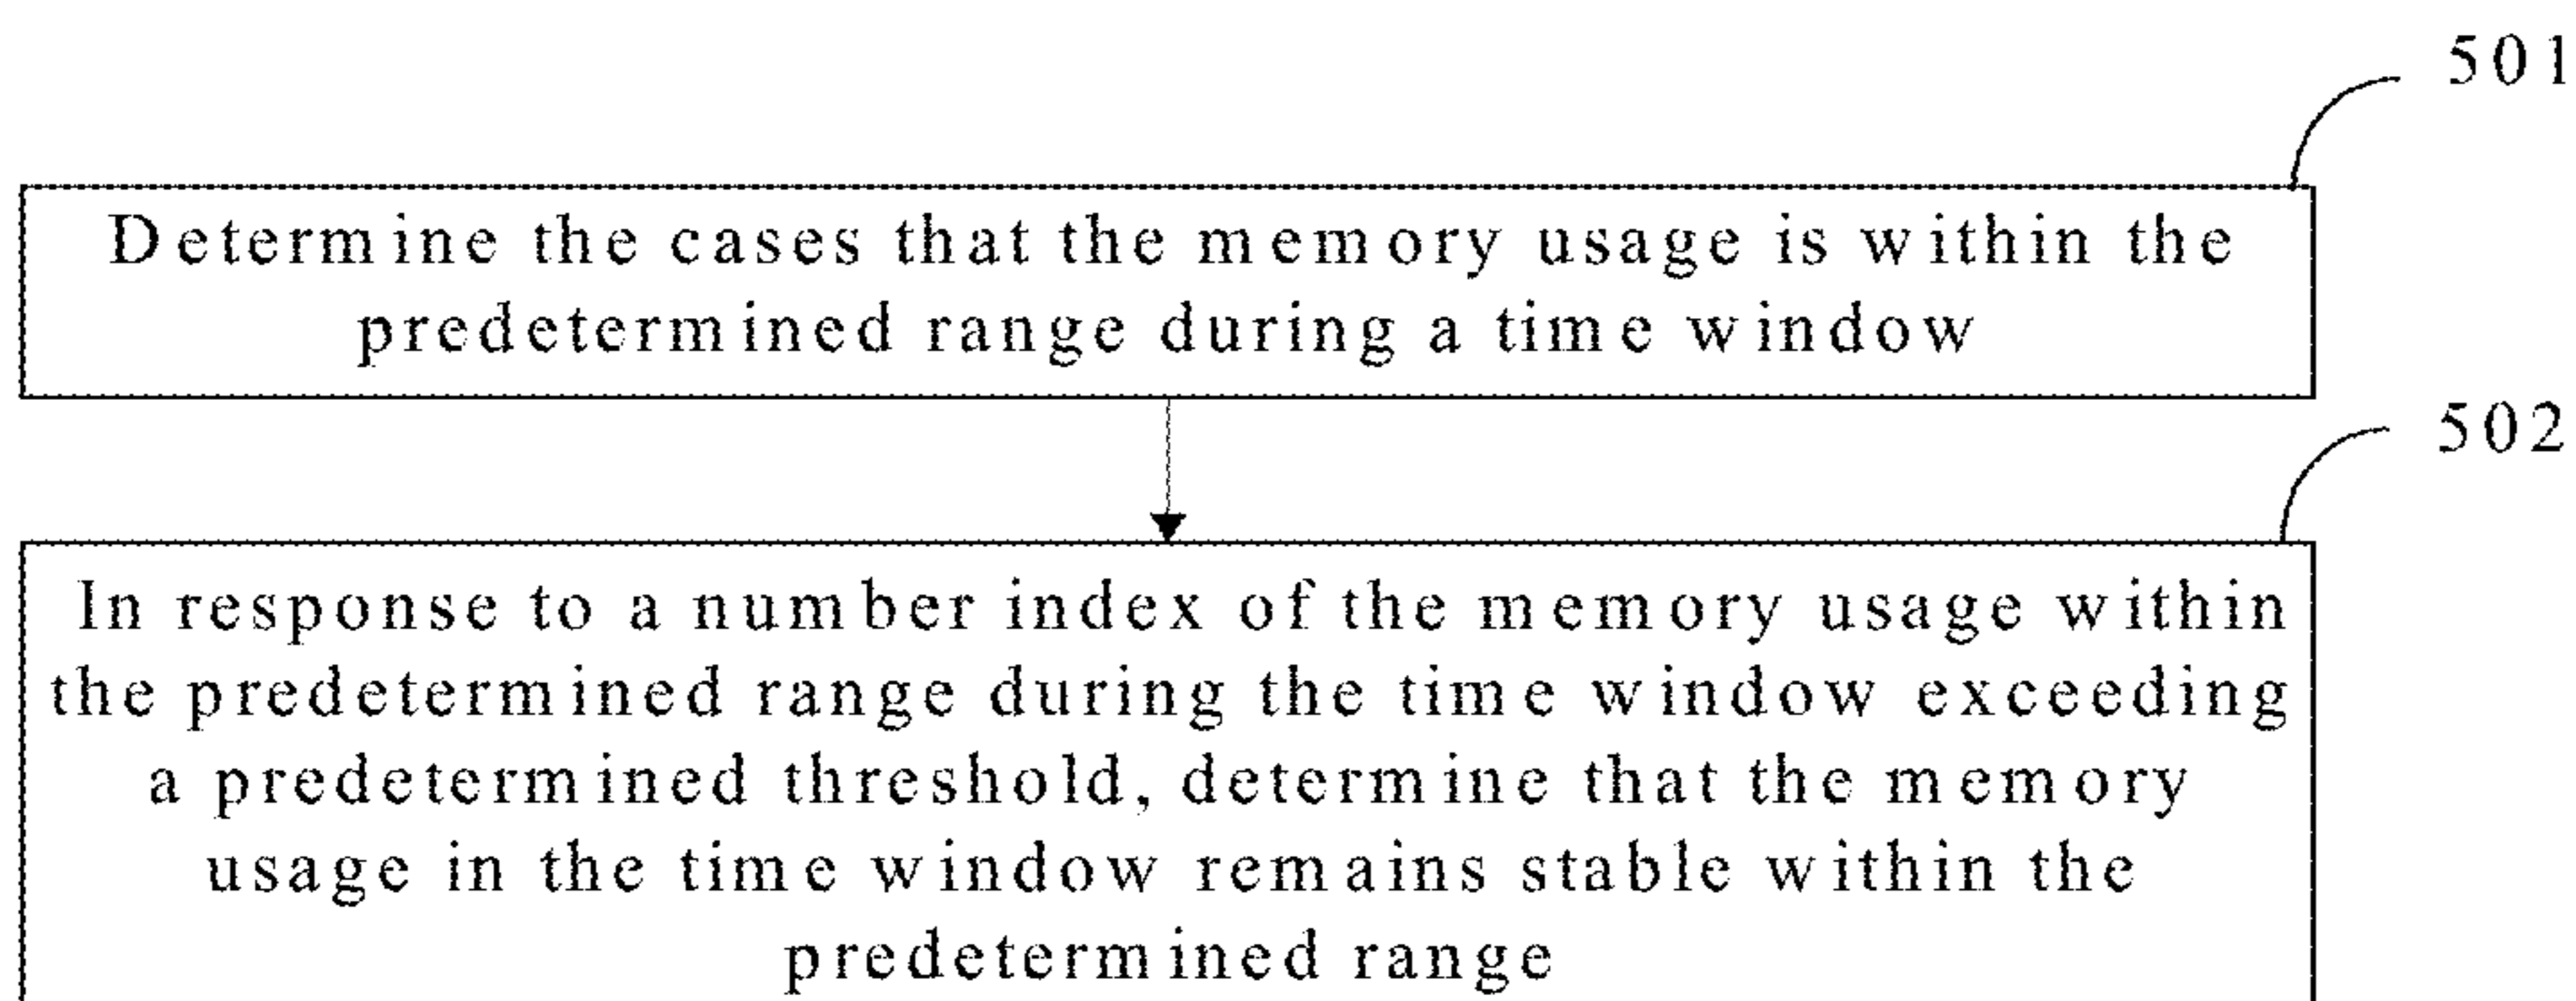 501
Determine the cases that the memory usage is within the
predetermined range during a time window
502
In response to a number index of the memory usage within
the predetermined range during the time window exceeding
a predetermined threshold, determine that the memory
usage in the time window remains stable within the
predetermined range